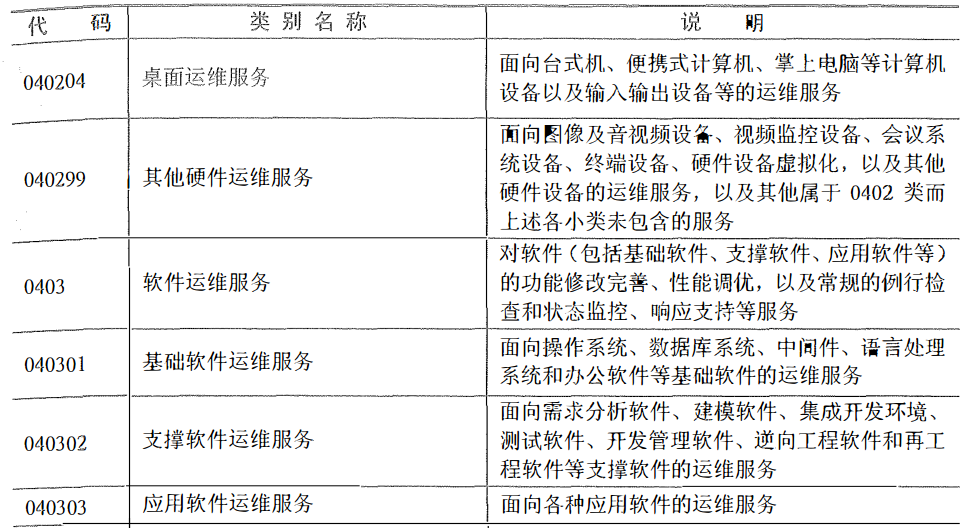 代 码 类别名称 说 明
040204 桌面运维服务 面向台式机、便携式计算机、掌上电脑等计算机
设备以及输入输出设备等的运维服务
面向图像及音视频设备、视频监控设备、会议系
统设备、终端设备、硬件设备虚拟化，以及其他
040299 其他硬件运维服务
硬件设备的运维服务，以及其他属于 0402 类而
上述各小类未包含的服务
对软件（包括基础软件、支撑软件、应用软件等）
0403 软件运维服务 的功能修改完善、性能调优，以及常规的例行检
查和状态监控、响应支持等服务
040301 基础软件运维服务 面向操作系统、数据库系统、中间件、语言处理
系统和办公软件等基础软件的运维服务
面向需求分析软件、建模软件、集成开发环境、
040302 支撑软件运维服务 测试软件、开发管理软件、逆向工程软件和再工
程软件等支撑软件的运维服务
040303 应用软件运维服务 面向各种应用软件的运维服务